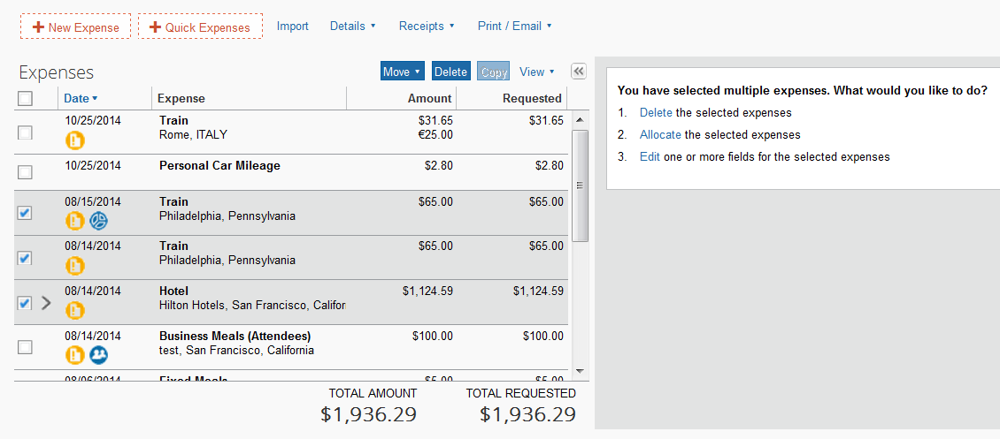 New Expense Quick Expenses Import Details Receipts Print / Email
Expenses Move Delete Copy View
Date Expense Amount Requested
10/25/2014 Train $31.65 $31.65
Rome, ITALY €25.00
10/25/2014 Personal Car Mileage $2.80 $2.80
08/15/2014 Train $65.00 $65.00
Philadelphia, Pennsylvania
08/14/2014 Train $65.00 $65.00
Philadelphia, Pennsylvania
08/14/2014 Hotel $1,124.59 $1,124.59
Hilton Hotels, San Francisco, Califor
08/14/2014 Business Meals (Attendees) $100.00 $100.00
test, San Francisco, California
08/06/2014 Fixed Meals $5.00 $5.00
TOTAL AMOUNT TOTAL REQUESTED
$1,936.29 $1,936.29
You have selected multiple expenses. What would you like to do?
1. Delete the selected expenses
2. Allocate the selected expenses
3. Edit one or more fields for the selected expenses